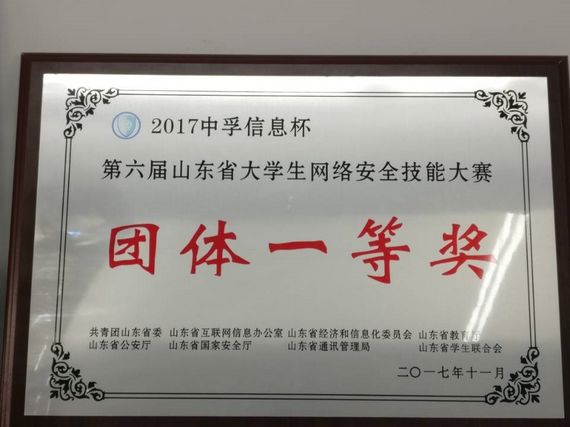 2017中孚信息杯
第六届山东省大学生网络安全技能大赛
团体一等奖
共青团山东省委 山东省互联网信息办公室 山东省经济和信息化委员会 山东省教育厅
山东省公安厅 山东省国家安全厅 山东省通讯管理局 山东省学生联合会
二〇一七年十一月